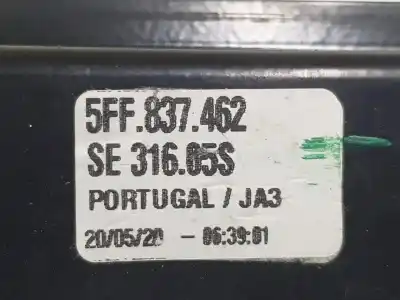 5FF.837.462
SE 316.05S
PORTUGAL / JA3
20/05/20 - 06:39:01